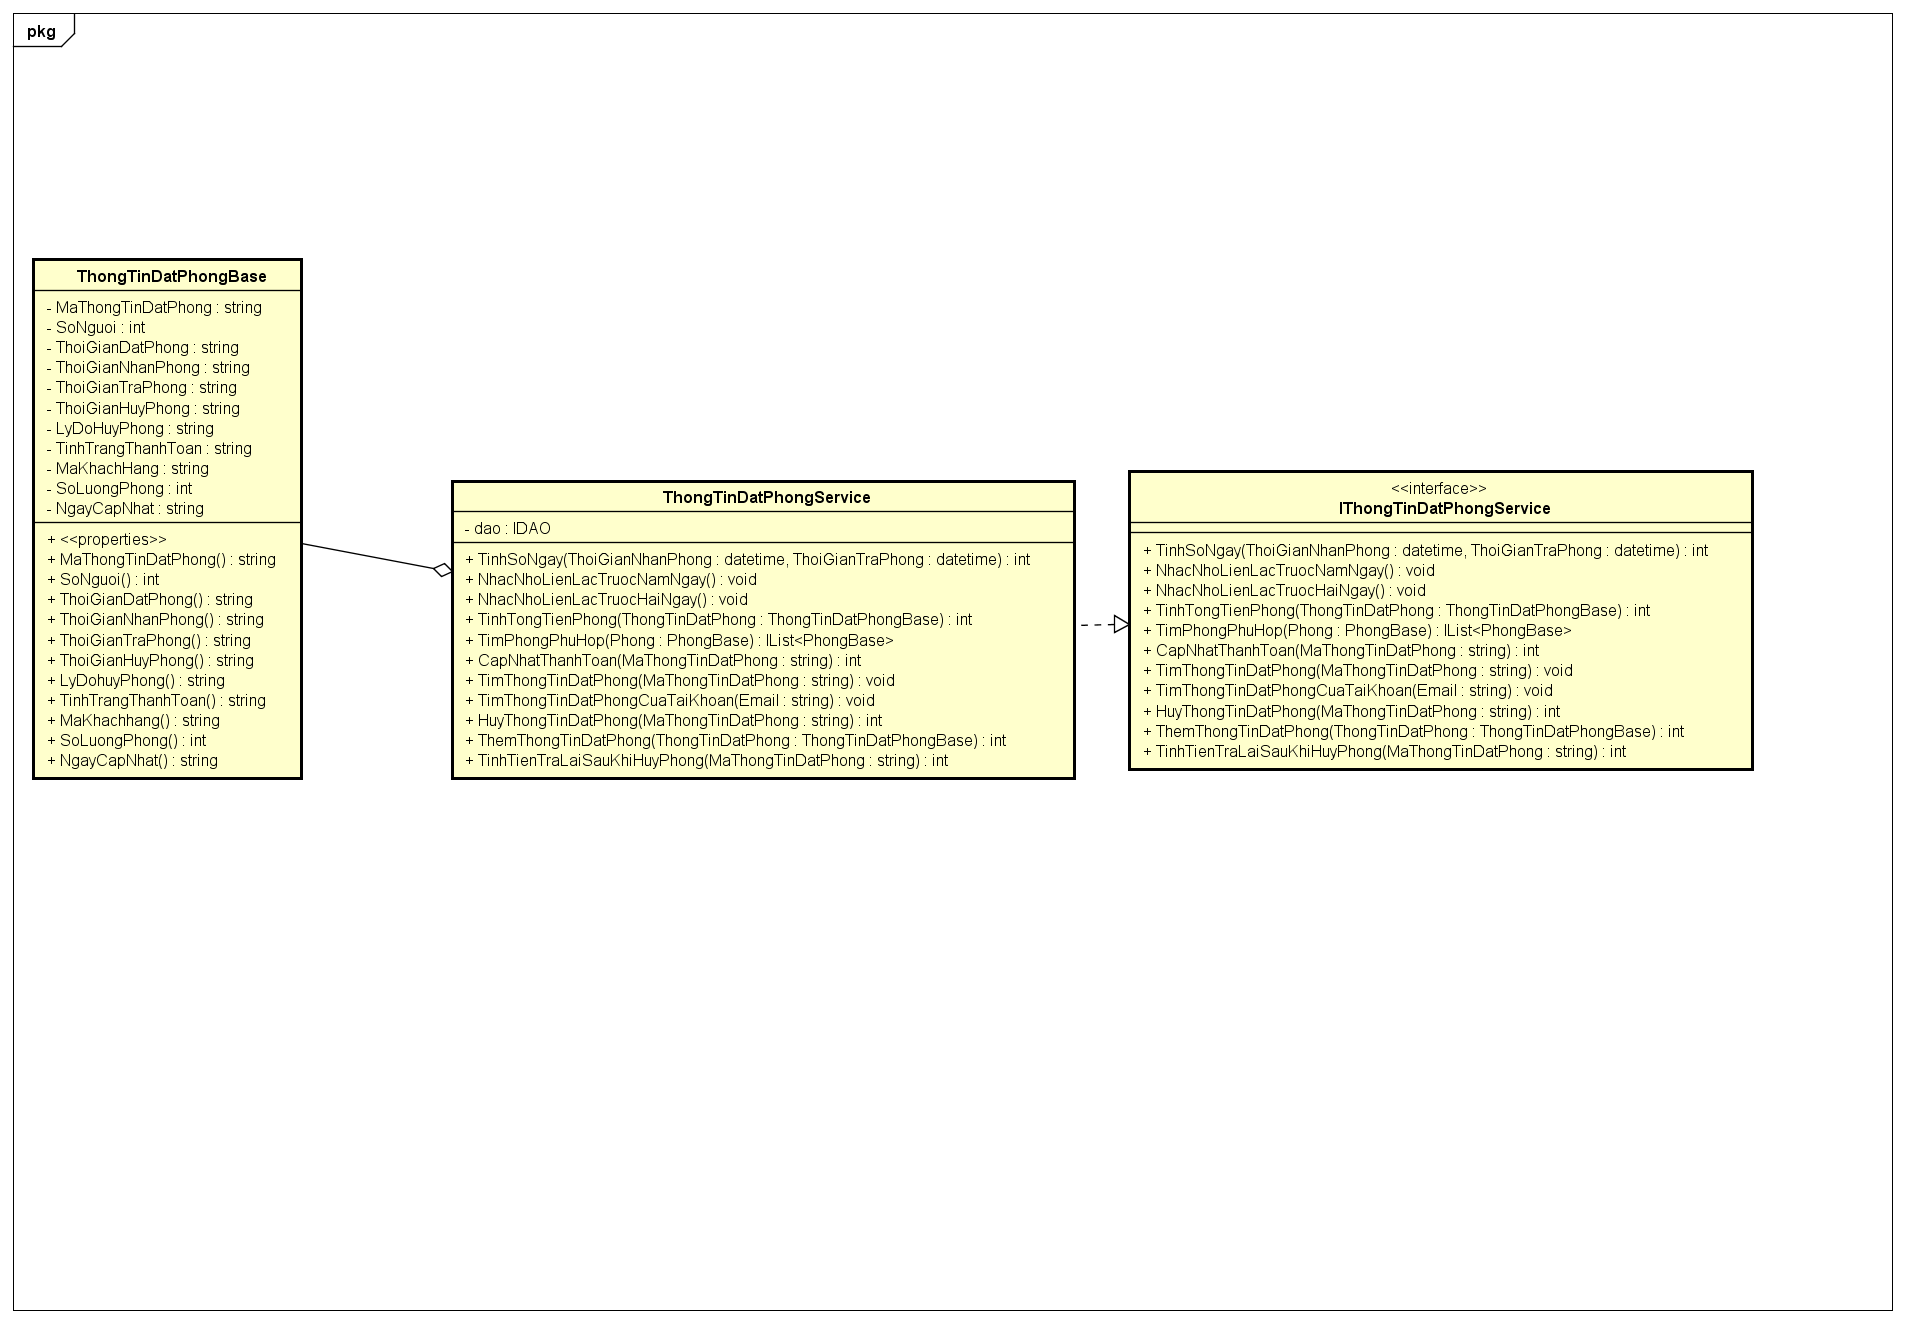 pkg
ThongTinDatPhongBase
- MaThongTinDatPhong : string
- SoNguoi : int
- ThoiGianDatPhong : string
- ThoiGianNhanPhong : string
- ThoiGianTraPhong : string
- ThoiGianHuyPhong : string
- LyDoHuyPhong : string
- TinhTrangThanhToan : string
- MaKhachHang : string
- SoLuongPhong : int
- NgayCapNhat : string
+ <<properties>>
+ MaThongTinDatPhong() : string
+ SoNguoi() : int
+ ThoiGianDatPhong() : string
+ ThoiGianNhanPhong() : string
+ ThoiGianTraPhong() : string
+ ThoiGianHuyPhong() : string
+ LyDohuyPhong() : string
+ TinhTrangThanhToan() : string
+ MaKhachhang() : string
+ SoLuongPhong() : int
+ NgayCapNhat() : string
ThongTinDatPhongService
- dao : IDAO
+ TinhSoNgay(ThoiGianNhanPhong : datetime, ThoiGianTraPhong : datetime) : int
+ NhacNhoLienLacTruocNamNgay() : void
+ NhacNhoLienLacTruocHaiNgay() : void
+ TinhTongTienPhong(ThongTinDatPhong : ThongTinDatPhongBase) : int
+ TimPhongPhuHop(Phong : PhongBase) : IList<PhongBase>
+ CapNhatThanhToan(MaThongTinDatPhong : string) : int
+ TimThongTinDatPhong(MaThongTinDatPhong : string) : void
+ TimThongTinDatPhongCuaTaiKhoan(Email : string) : void
+ HuyThongTinDatPhong(MaThongTinDatPhong : string) : int
+ ThemThongTinDatPhong(ThongTinDatPhong : ThongTinDatPhongBase) : int
+ TinhTienTraLaiSauKhiHuyPhong(MaThongTinDatPhong : string) : int
<<interface>>
IThongTinDatPhongService
+ TinhSoNgay(ThoiGianNhanPhong : datetime, ThoiGianTraPhong : datetime) : int
+ NhacNhoLienLacTruocNamNgay() : void
+ NhacNhoLienLacTruocHaiNgay() : void
+ TinhTongTienPhong(ThongTinDatPhong : ThongTinDatPhongBase) : int
+ TimPhongPhuHop(Phong : PhongBase) : IList<PhongBase>
+ CapNhatThanhToan(MaThongTinDatPhong : string) : int
+ TimThongTinDatPhong(MaThongTinDatPhong : string) : void
+ TimThongTinDatPhongCuaTaiKhoan(Email : string) : void
+ HuyThongTinDatPhong(MaThongTinDatPhong : string) : int
+ ThemThongTinDatPhong(ThongTinDatPhong : ThongTinDatPhongBase) : int
+ TinhTienTraLaiSauKhiHuyPhong(MaThongTinDatPhong : string) : int